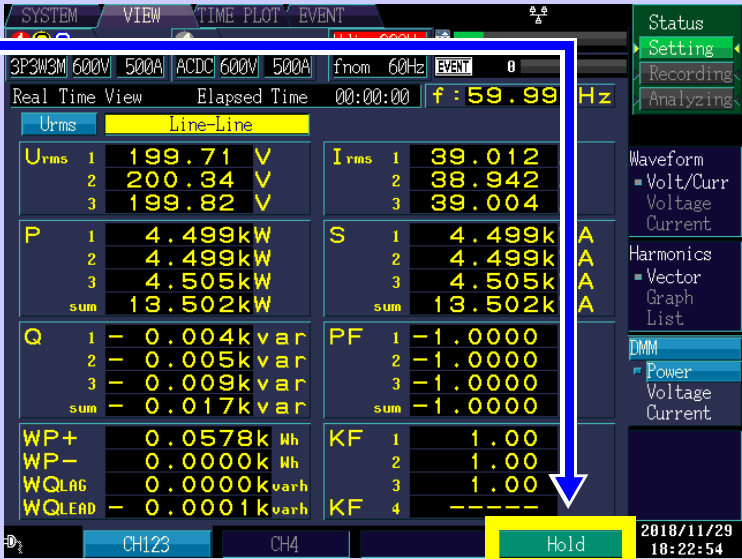 SYSTEM VIEW TIME PLOT EVENT
Status
Setting
Recording
Analyzing
3P3W3M 600V 500A ACDC 600V 500A fnom 60Hz EVENT 0
Real Time View Elapsed Time 00:00:00 f:59.99 Hz
Urms Line-Line
Urms 1 199.71 V
2 200.34 V
3 199.82 V
Irms 1 39.012
2 38.942
3 39.004
P 1 4.499kW
2 4.499kW
3 4.505kW
sum 13.502kW
S 1 4.499k A
2 4.499k A
3 4.505k A
sum 13.502k A
Q 1 - 0.004kvar
2 - 0.005kvar
3 - 0.009kvar
sum - 0.017kvar
PF 1 -1.0000
2 -1.0000
3 -1.0000
sum -1.0000
WP+ 0.0578k Wh
WP- 0.0000k Wh
WQLAG 0.0000k varh
WQLEAD - 0.0001k varh
KF 1 1.00
2 1.00
3 1.00
KF 4 -----
Waveform
Volt/Curr
Voltage
Current
Harmonics
Vector
Graph
List
DMM
Power
Voltage
Current
CH123 CH4 Hold
2018/11/29
18:22:54